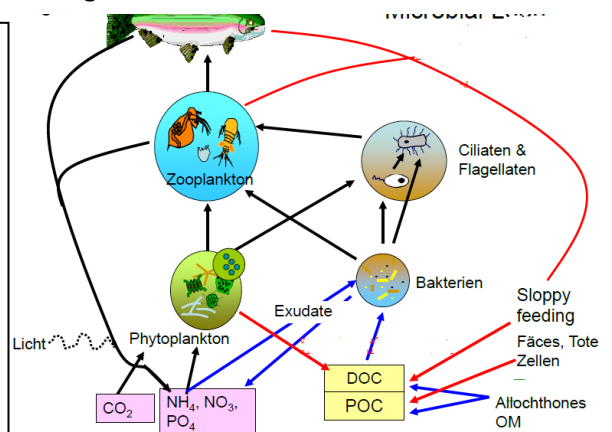 Zooplankton
Ciliaten &
Flagellaten
Bakterien
Exudate
Phytoplankton
Licht
Sloppy
feeding
Fäces, Tote
Zellen
DOC
POC
Allochthones
OM
CO2
NH4, NO3,
PO4